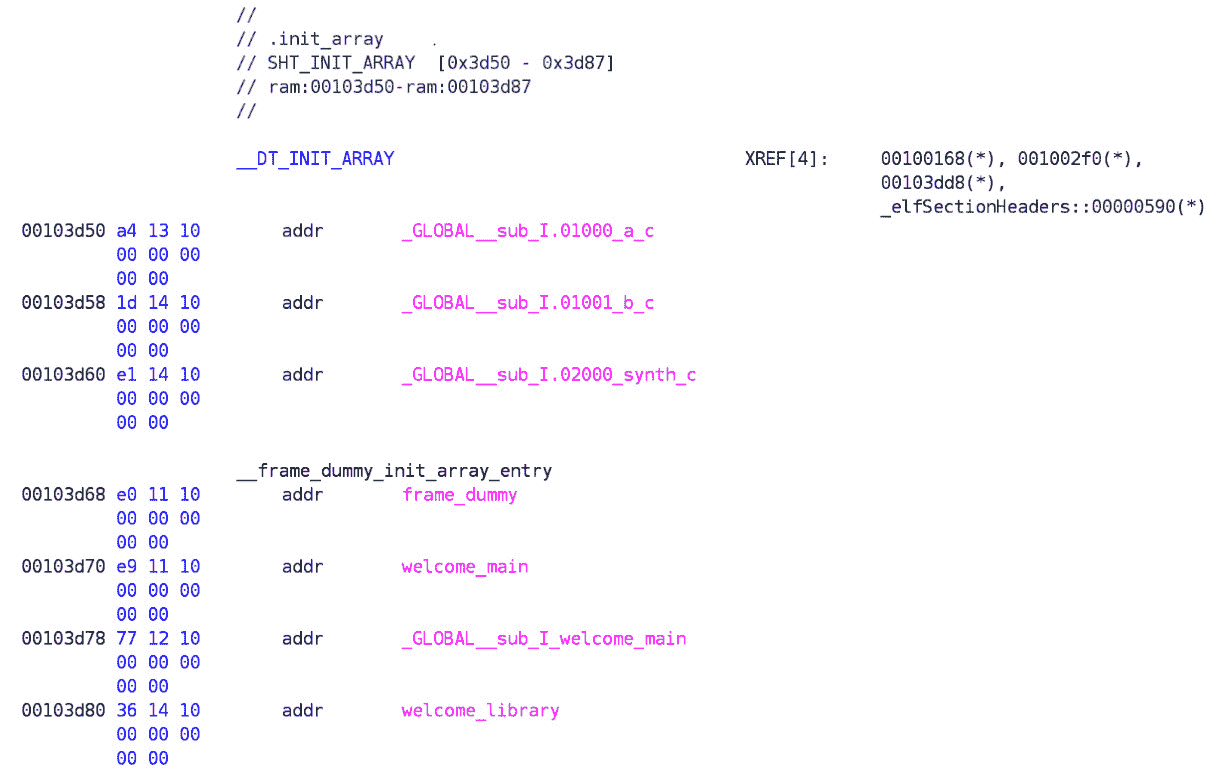 //
// .init_array
// SHT_INIT_ARRAY  [0x3d50 - 0x3d87]
// ram:00103d50-ram:00103d87
//
__DT_INIT_ARRAY XREF[4]: 00100168(*), 001002f0(*),
00103dd8(*),
_elfSectionHeaders::00000590(*)
00103d50 a4 13 10 addr _GLOBAL__sub_I.01000_a_c
00 00 00
00 00
00103d58 1d 14 10 addr _GLOBAL__sub_I.01001_b_c
00 00 00
00 00
00103d60 e1 14 10 addr _GLOBAL__sub_I.02000_synth_c
00 00 00
00 00
__frame_dummy_init_array_entry
00103d68 e0 11 10 addr frame_dummy
00 00 00
00 00
00103d70 e9 11 10 addr welcome_main
00 00 00
00 00
00103d78 77 12 10 addr _GLOBAL__sub_I_welcome_main
00 00 00
00 00
00103d80 36 14 10 addr welcome_library
00 00 00
00 00